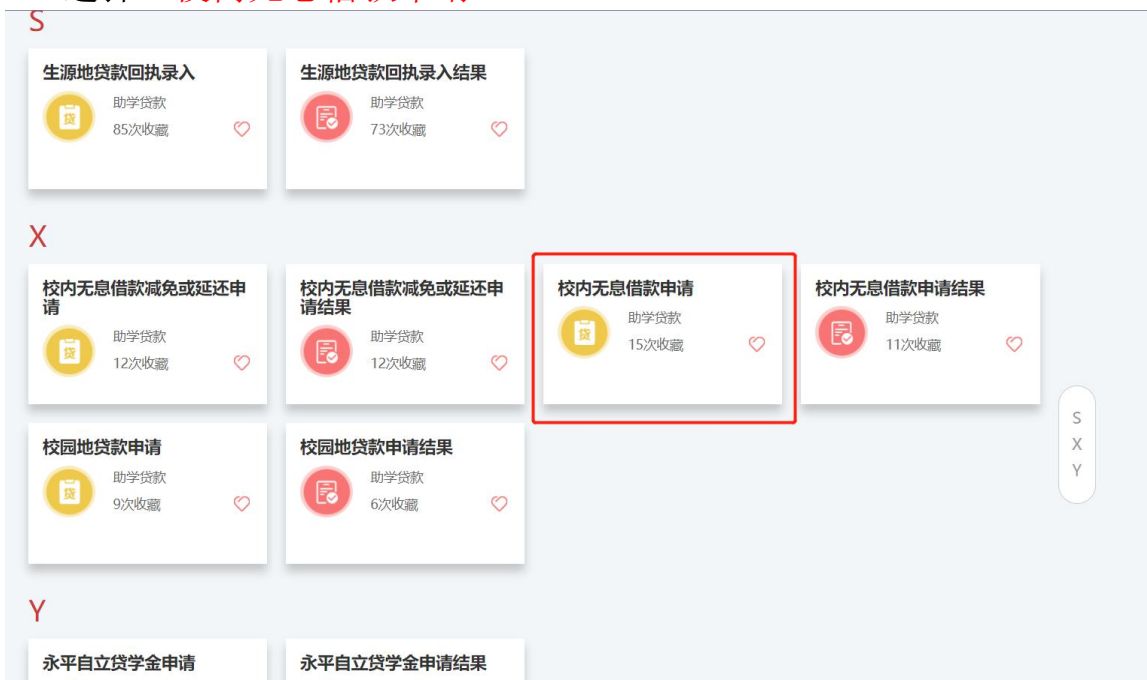 S
生源地贷款回执录入
助学贷款
85次收藏
生源地贷款回执录入结果
助学贷款
73次收藏
X
校内无息借款减免或延还申
请
助学贷款
12次收藏
校内无息借款减免或延还申
请结果
助学贷款
12次收藏
校内无息借款申请
贷
助学贷款
15次收藏
校内无息借款申请结果
助学贷款
11次收藏
校园地贷款申请
贷
助学贷款
9次收藏
校园地贷款申请结果
助学贷款
6次收藏
S
X
Y
Y
永平自立贷学金申请
永平自立贷学金申请结果